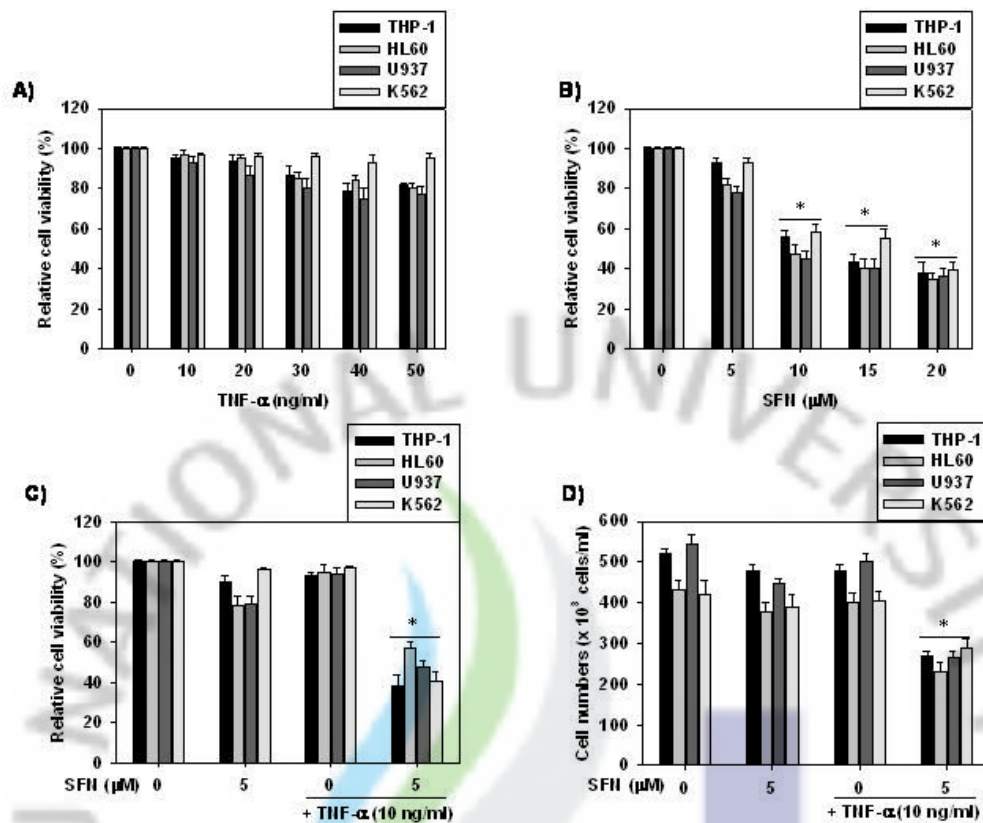 THP-1
HL60
U937
K562
A)
Relative cell viability (%)
120
100
80
60
40
20
0
0 10 20 30 40 50
TNF-α (ng/ml)
THP-1
HL60
U937
K562
B)
Relative cell viability (%)
120
100
80
60
40
20
0
* * *
0 5 10 15 20
SFN (μM)
THP-1
HL60
U937
K562
C)
Relative cell viability (%)
120
100
80
60
40
20
0
*
SFN (μM) 0 5 0 5
+ TNF-α (10 ng/ml)
THP-1
HL60
U937
K562
D)
Cell numbers (x 10³ cells/ml)
600
500
400
300
200
100
0
*
SFN (μM) 0 5 0 5
+ TNF-α (10 ng/ml)
NATIONAL UNIVERSITY